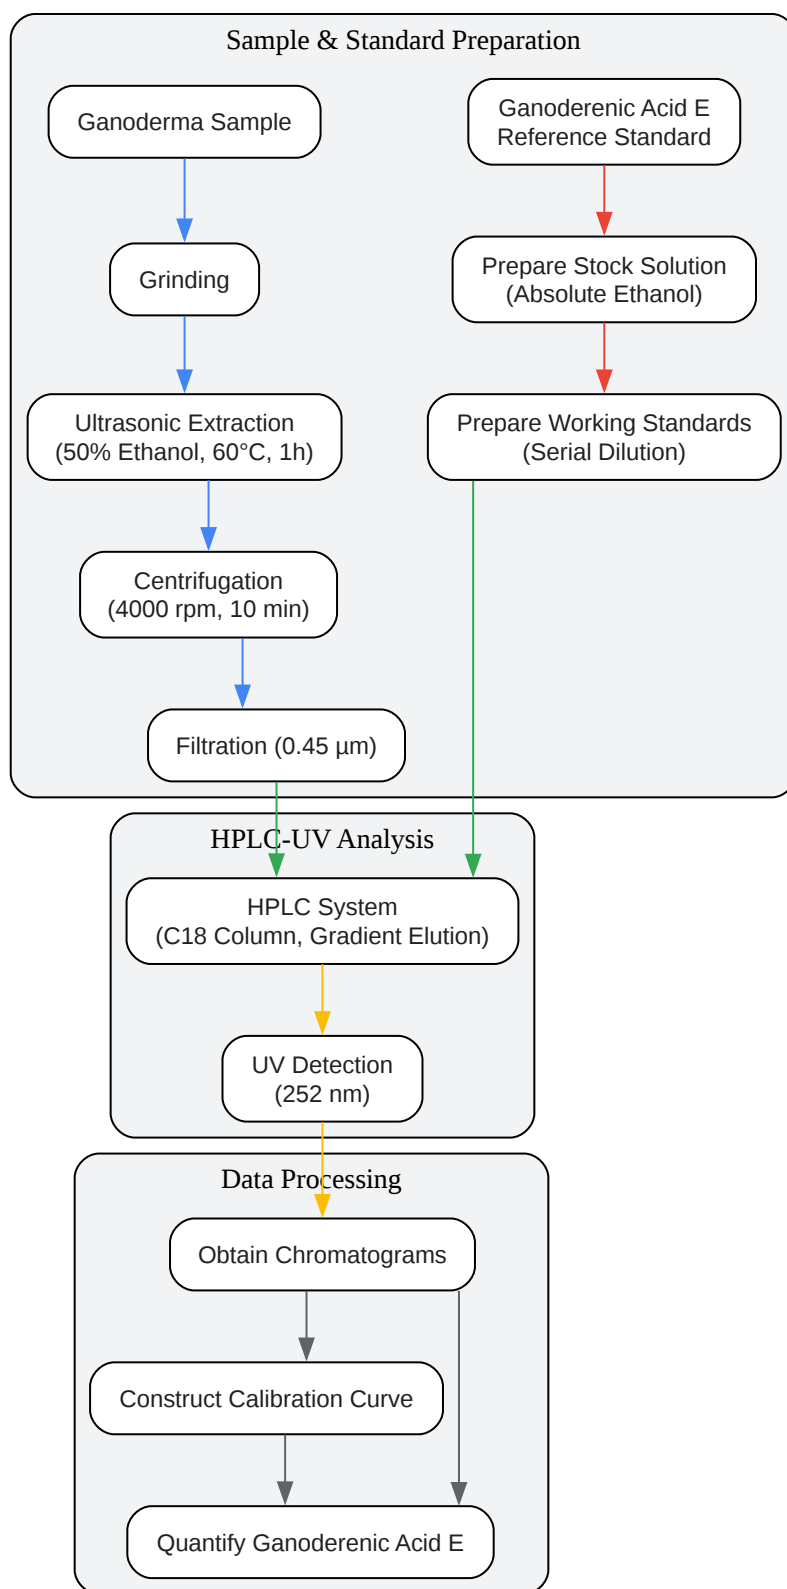 Sample & Standard Preparation
Ganoderma Sample
Ganoderenic Acid E
Reference Standard
Grinding
Prepare Stock Solution
(Absolute Ethanol)
Ultrasonic Extraction
(50% Ethanol, 60°C, 1h)
Prepare Working Standards
(Serial Dilution)
Centrifugation
(4000 rpm, 10 min)
Filtration (0.45 µm)
HPLC-UV Analysis
HPLC System
(C18 Column, Gradient Elution)
UV Detection
(252 nm)
Data Processing
Obtain Chromatograms
Construct Calibration Curve
Quantify Ganoderenic Acid E